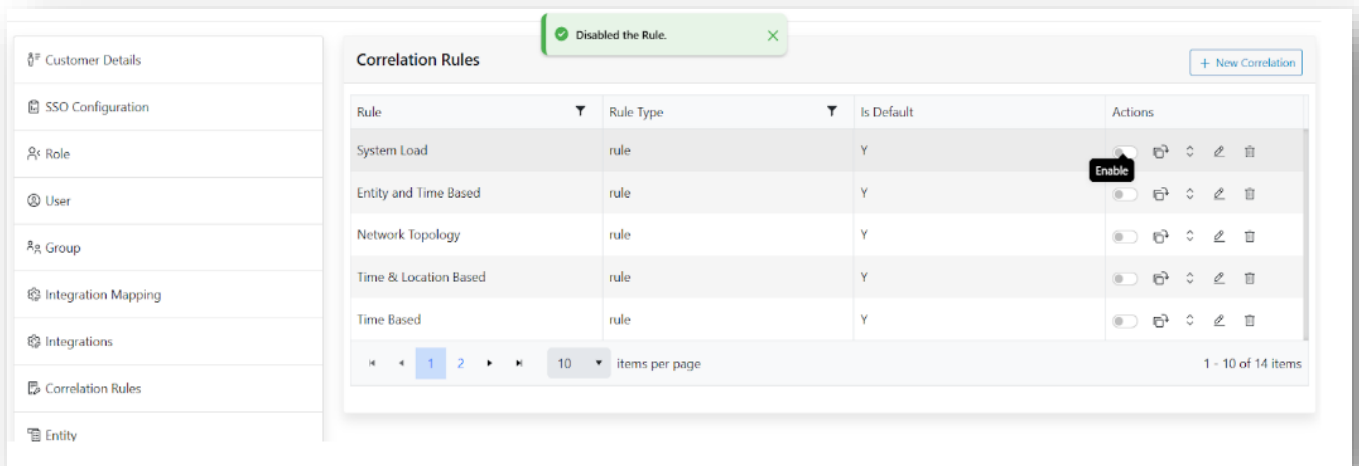 Disabled the Rule.
Customer Details
SSO Configuration
Role
User
Group
Integration Mapping
Integrations
Correlation Rules
Entity
Correlation Rules
+ New Correlation
Rule Rule Type Is Default Actions
System Load rule Y
Enable
Entity and Time Based rule Y
Network Topology rule Y
Time & Location Based rule Y
Time Based rule Y
1 2 10 items per page 1 - 10 of 14 items